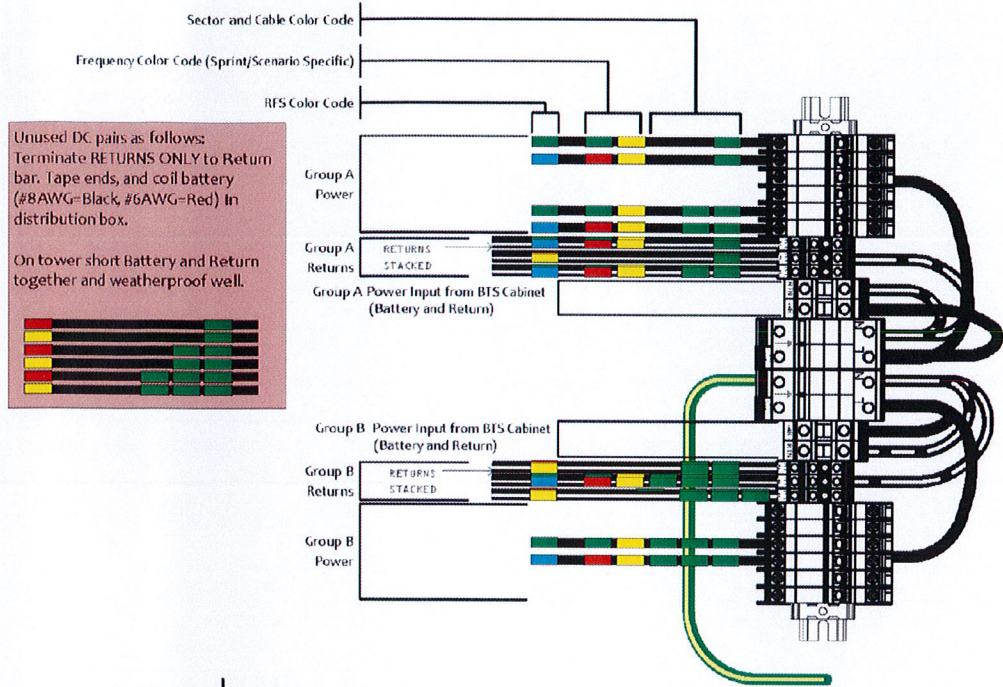 Sector and Cable Color Code
Frequency Color Code (Sprint/Scenario Specific)
RFS Color Code
Unused DC pairs as follows:
Terminate RETURNS ONLY to Return
bar. Tape ends, and coil battery
(#8AWG=Black, #6AWG=Red) in
distribution box.
On tower short Battery and Return
together and weatherproof well.
Group A
Power
Group A
Returns
RETURNS
STACKED
Group A Power Input from BTS Cabinet
(Battery and Return)
Group B Power Input from BTS Cabinet
(Battery and Return)
Group B
Returns
RETURNS
STACKED
Group B
Power